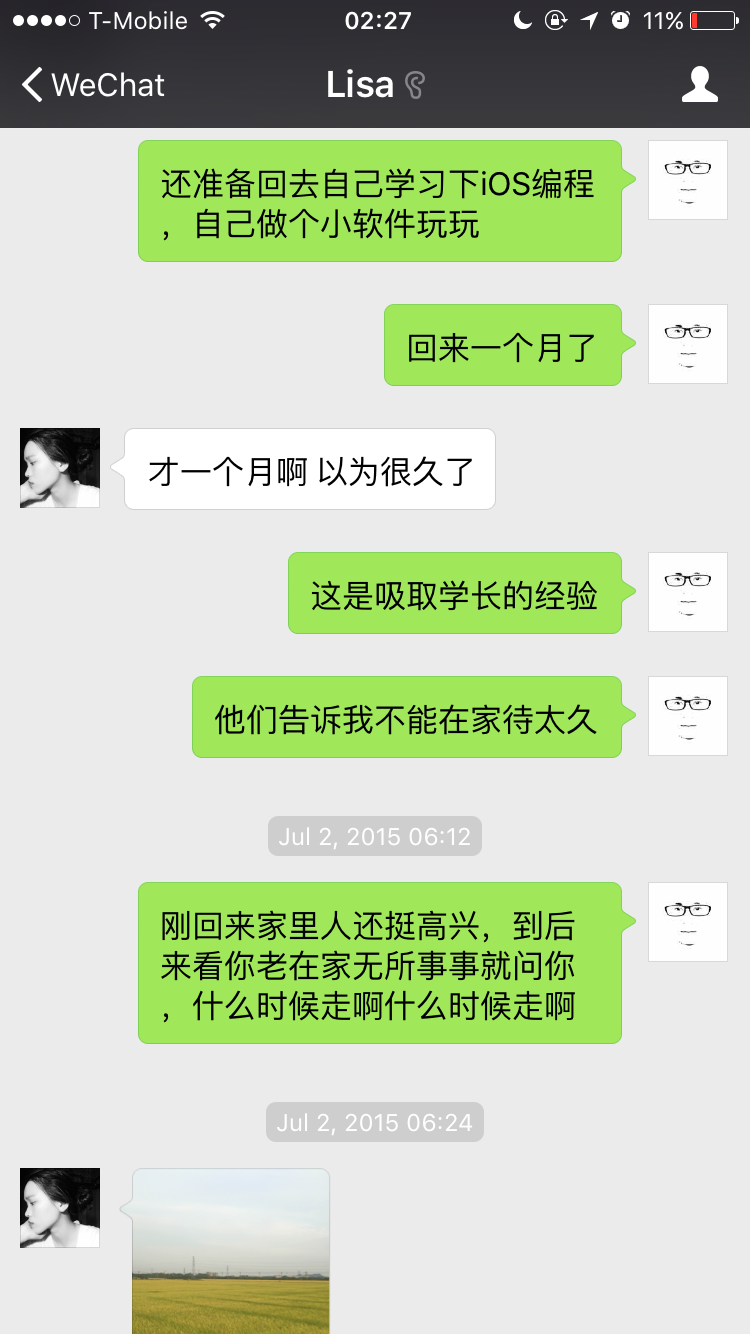 T-Mobile 02:27 11%
WeChat Lisa
还准备回去自己学习下iOS编程
，自己做个小软件玩玩
回来一个月了
才一个月啊 以为很久了
这是吸取学长的经验
他们告诉我不能在家待太久
Jul 2, 2015 06:12
刚回来家里人还挺高兴，到后
来看你老在家无所事事就问你
，什么时候走啊什么时候走啊
Jul 2, 2015 06:24